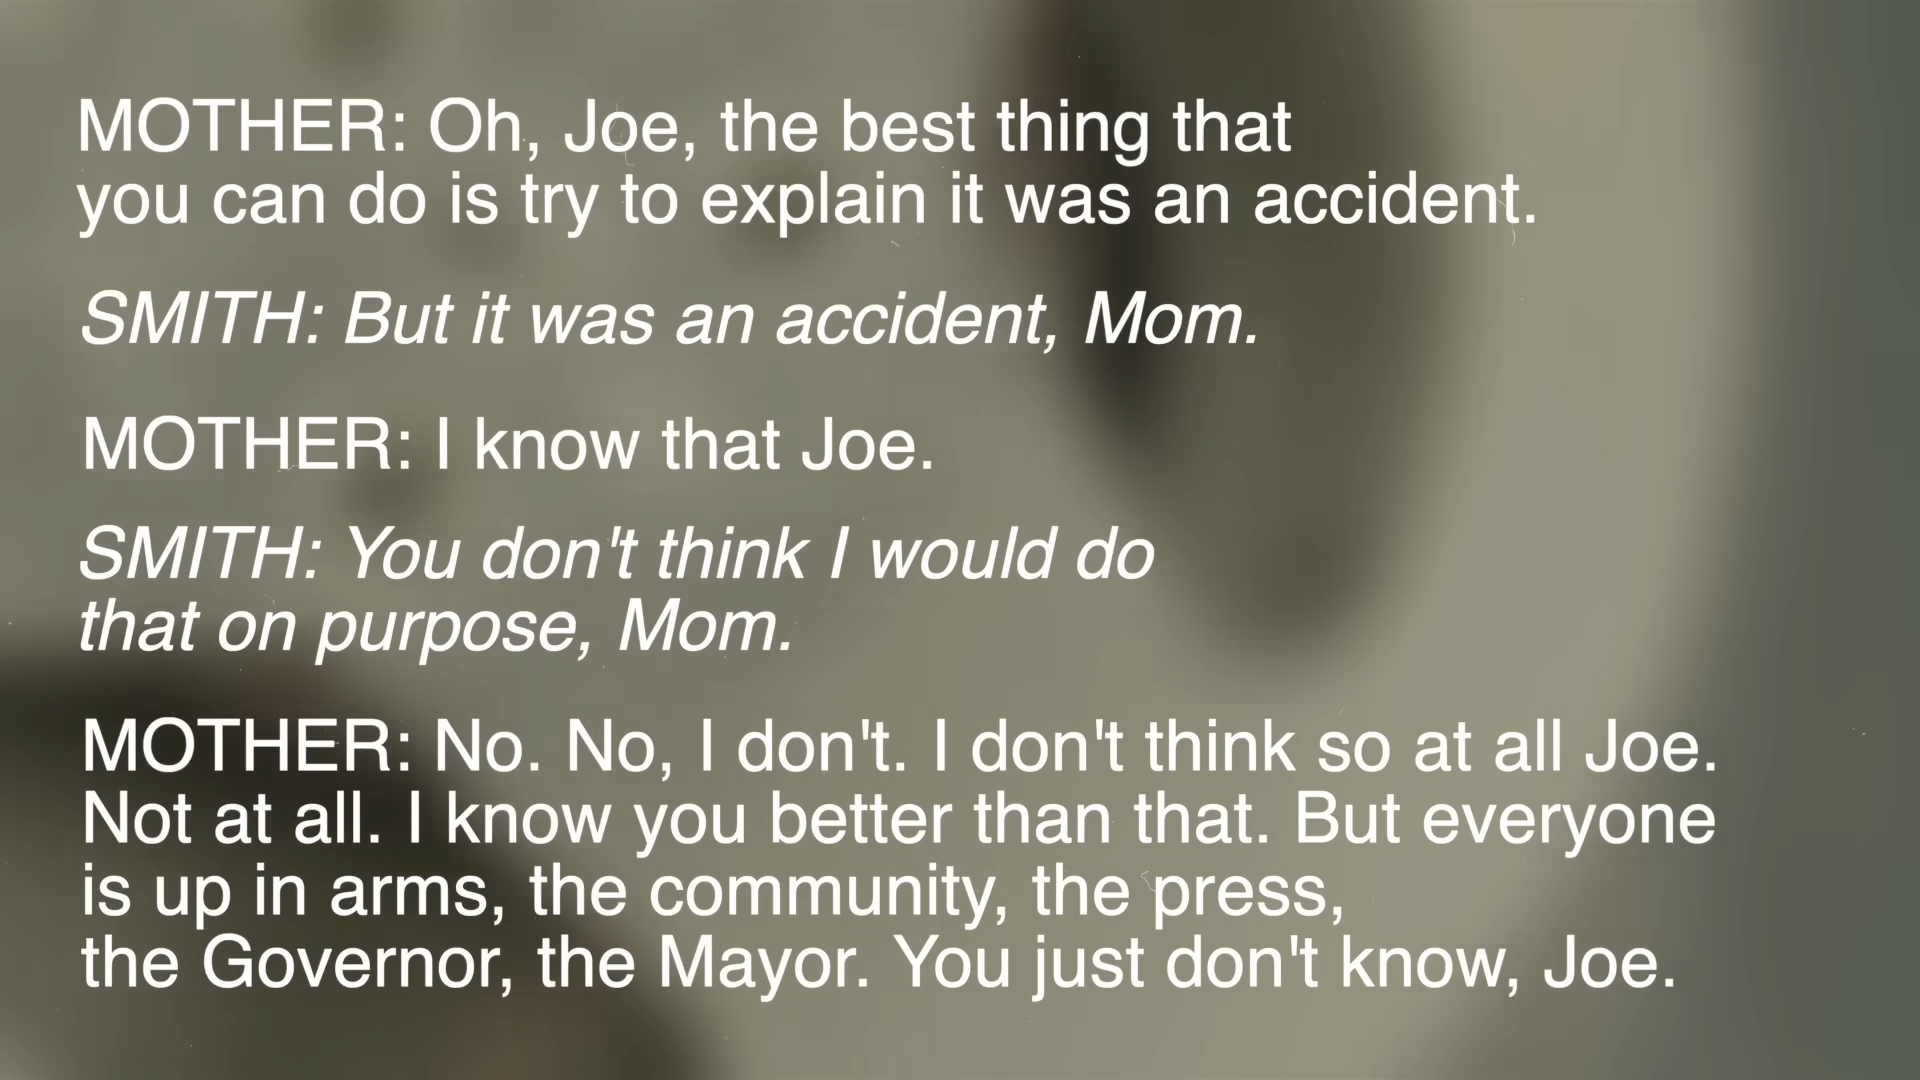 MOTHER: Oh, Joe, the best thing that
you can do is try to explain it was an accident.
SMITH: But it was an accident, Mom.
MOTHER: I know that Joe.
SMITH: You don't think I would do
that on purpose, Mom.
MOTHER: No. No, I don't. I don't think so at all Joe.
Not at all. I know you better than that. But everyone
is up in arms, the community, the press,
the Governor, the Mayor. You just don't know, Joe.